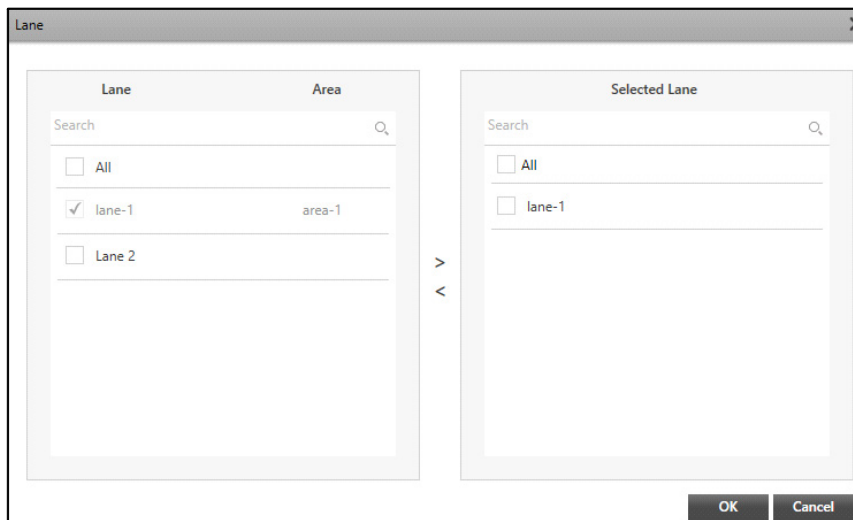 Lane
Lane Area
Search
All
lane-1 area-1
Lane 2
>
<
Selected Lane
Search
All
lane-1
OK Cancel